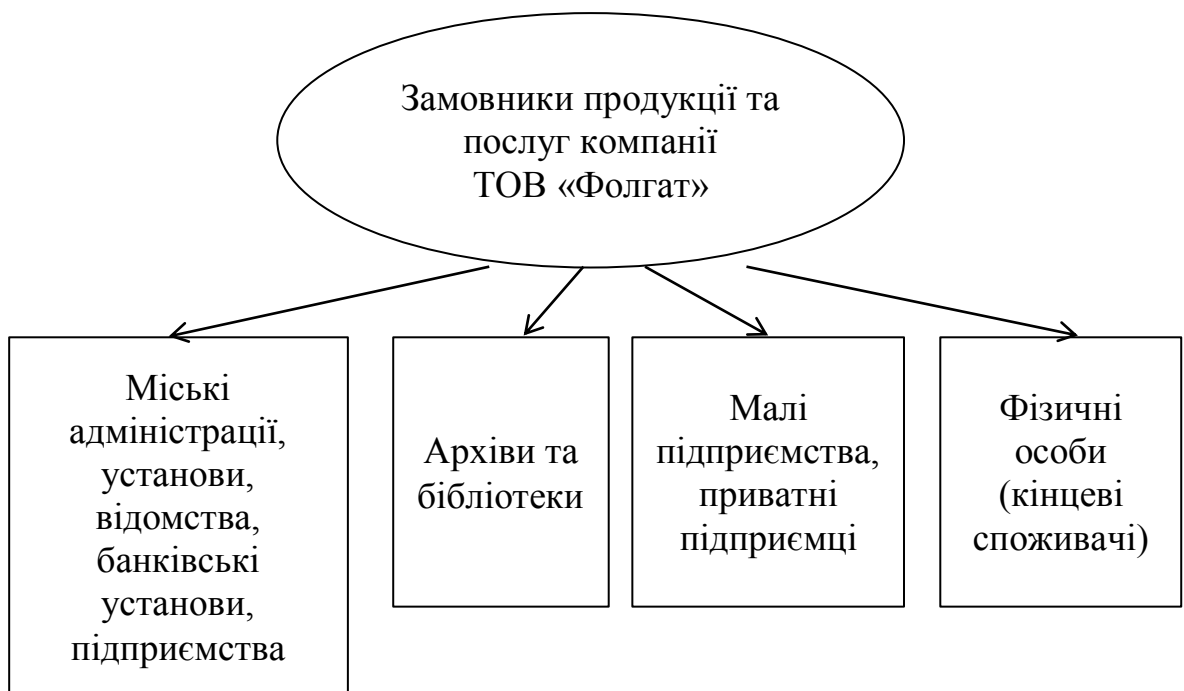 Замовники продукції та
послуг компанії
ТОВ «Фолгат»
Міські
адміністрації,
установи,
відомства,
банківські
установи,
підприємства
Архіви та
бібліотеки
Малі
підприємства,
приватні
підприємці
Фізичні
особи
(кінцеві
споживачі)